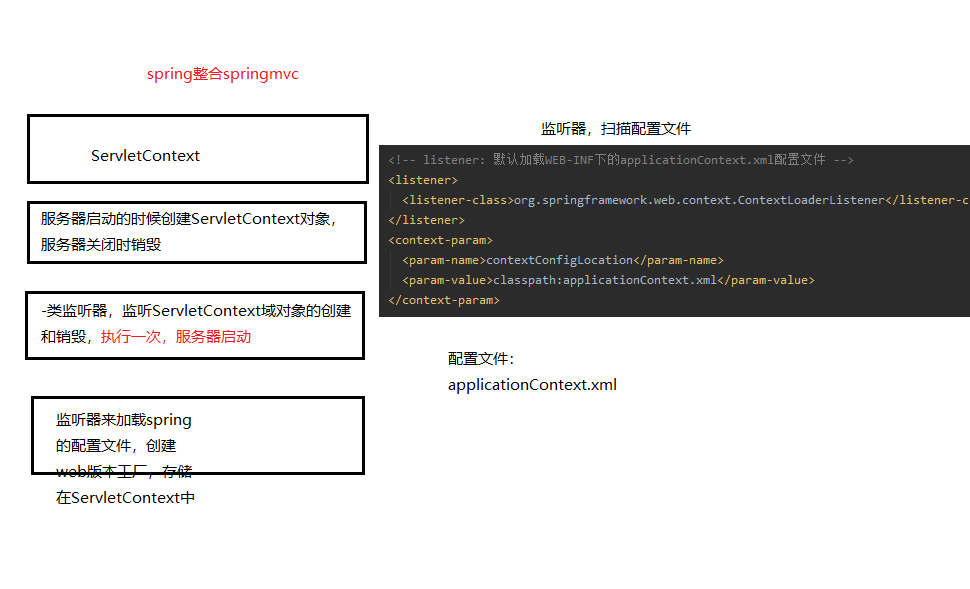 spring整合springmvc
ServletContext
服务器启动的时候创建ServletContext对象，
服务器关闭时销毁
-类监听器，监听ServletContext域对象的创建
和销毁，执行一次，服务器启动
监听器来加载spring
的配置文件，创建
web版本工厂，存储
在ServletContext中
监听器，扫描配置文件
<!-- listener: 默认加载WEB-INF下的applicationContext.xml配置文件 -->
<listener>
<listener-class>org.springframework.web.context.ContextLoaderListener</listener-c
</listener>
<context-param>
<param-name>contextConfigLocation</param-name>
<param-value>classpath:applicationContext.xml</param-value>
</context-param>
配置文件：
applicationContext.xml